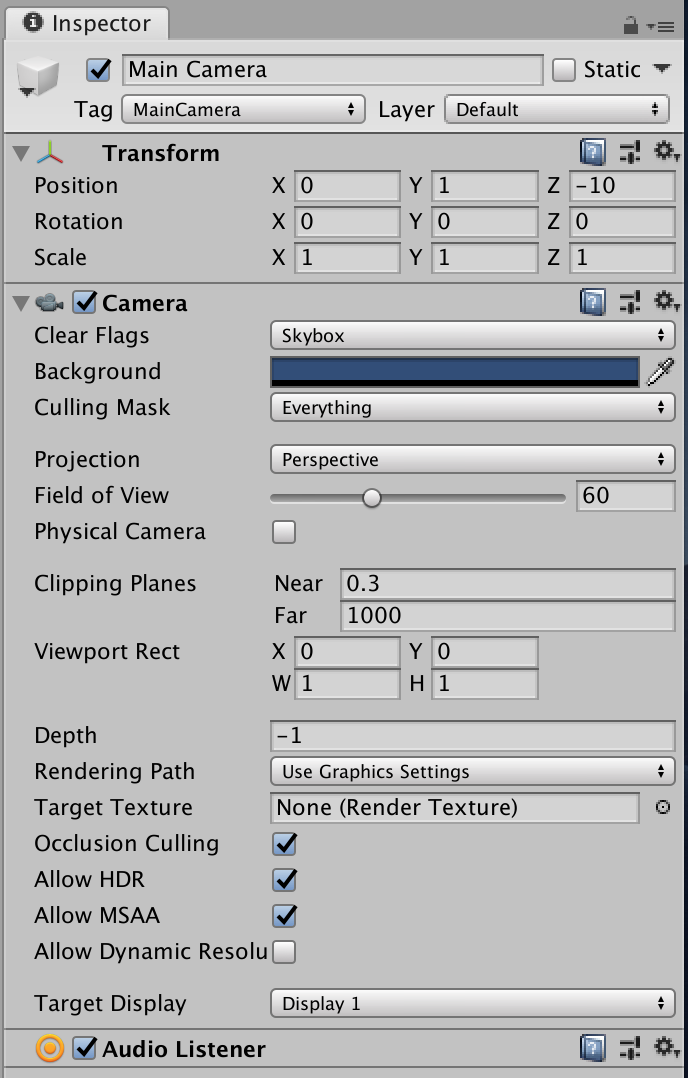 Inspector
Main Camera Static
Tag MainCamera Layer Default
Transform
Position X 0 Y 1 Z -10
Rotation X 0 Y 0 Z 0
Scale X 1 Y 1 Z 1
Camera
Clear Flags Skybox
Background
Culling Mask Everything
Projection Perspective
Field of View 60
Physical Camera
Clipping Planes Near 0.3
Far 1000
Viewport Rect X 0 Y 0
W 1 H 1
Depth -1
Rendering Path Use Graphics Settings
Target Texture None (Render Texture)
Occlusion Culling
Allow HDR
Allow MSAA
Allow Dynamic Resolu
Target Display Display 1
Audio Listener